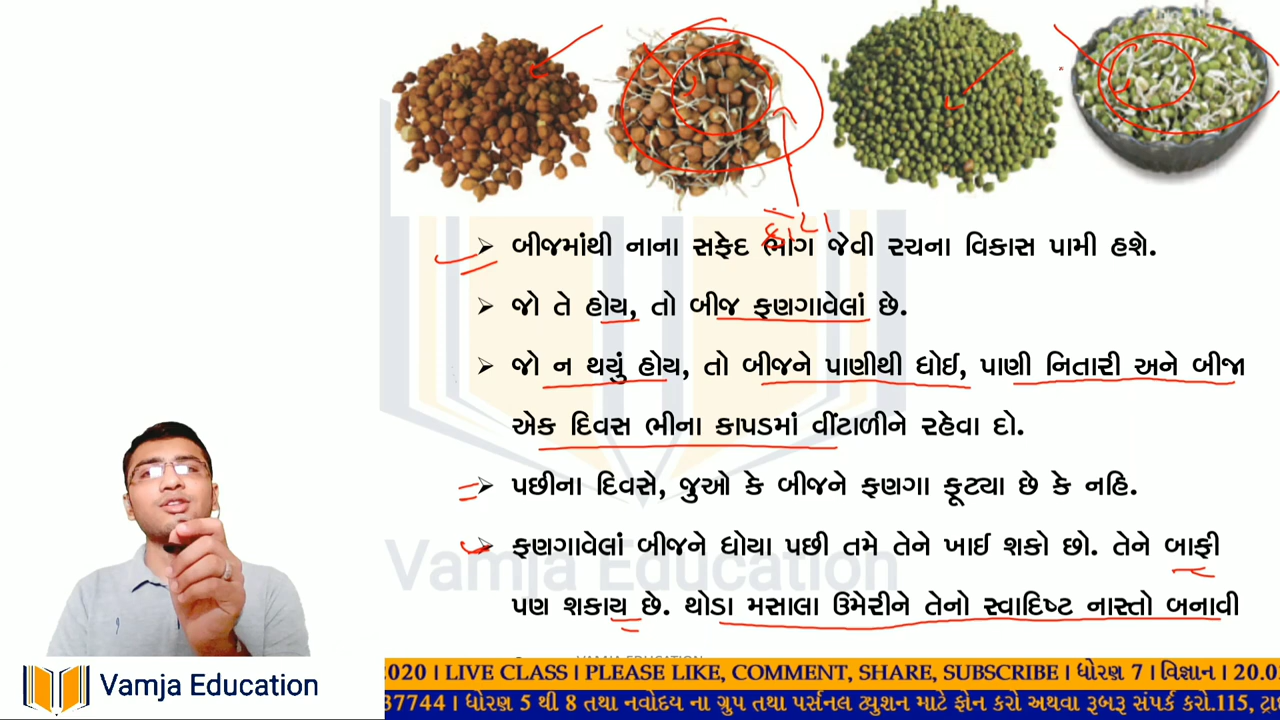 ફોટા
બીજમાંથી નાના સફેદ ભાગ જેવી રચના વિકાસ પામી હશે.
જો તે હોય, તો બીજ ફણગાવેલાં છે.
જો ન થયું હોય, તો બીજને પાણીથી ધોઈ, પાણી નિતારી અને બીજા
એક દિવસ ભીના કાપડમાં વીંટાળીને રહેવા દો.
પછીના દિવસે, જુઓ કે બીજને ફણગા ફૂટ્યા છે કે નહિ.
ફણગાવેલાં બીજને ધોયા પછી તમે તેને ખાઈ શકો છો. તેને બાફી
પણ શકાય છે. થોડા મસાલા ઉમેરીને તેનો સ્વાદિષ્ટ નાસ્તો બનાવી
Vamja Education
Vamja Education
2020 | LIVE CLASS | PLEASE LIKE, COMMENT, SHARE, SUBSCRIBE | ધોરણ 7 | વિજ્ઞાન | 20.0
37744 | ધોરણ 5 થી 8 તથા નવોદય ના ગ્રુપ તથા પર્સનલ ટ્યુશન માટે ફોન કરો અથવા રૂબરૂ સંપર્ક કરો.115,